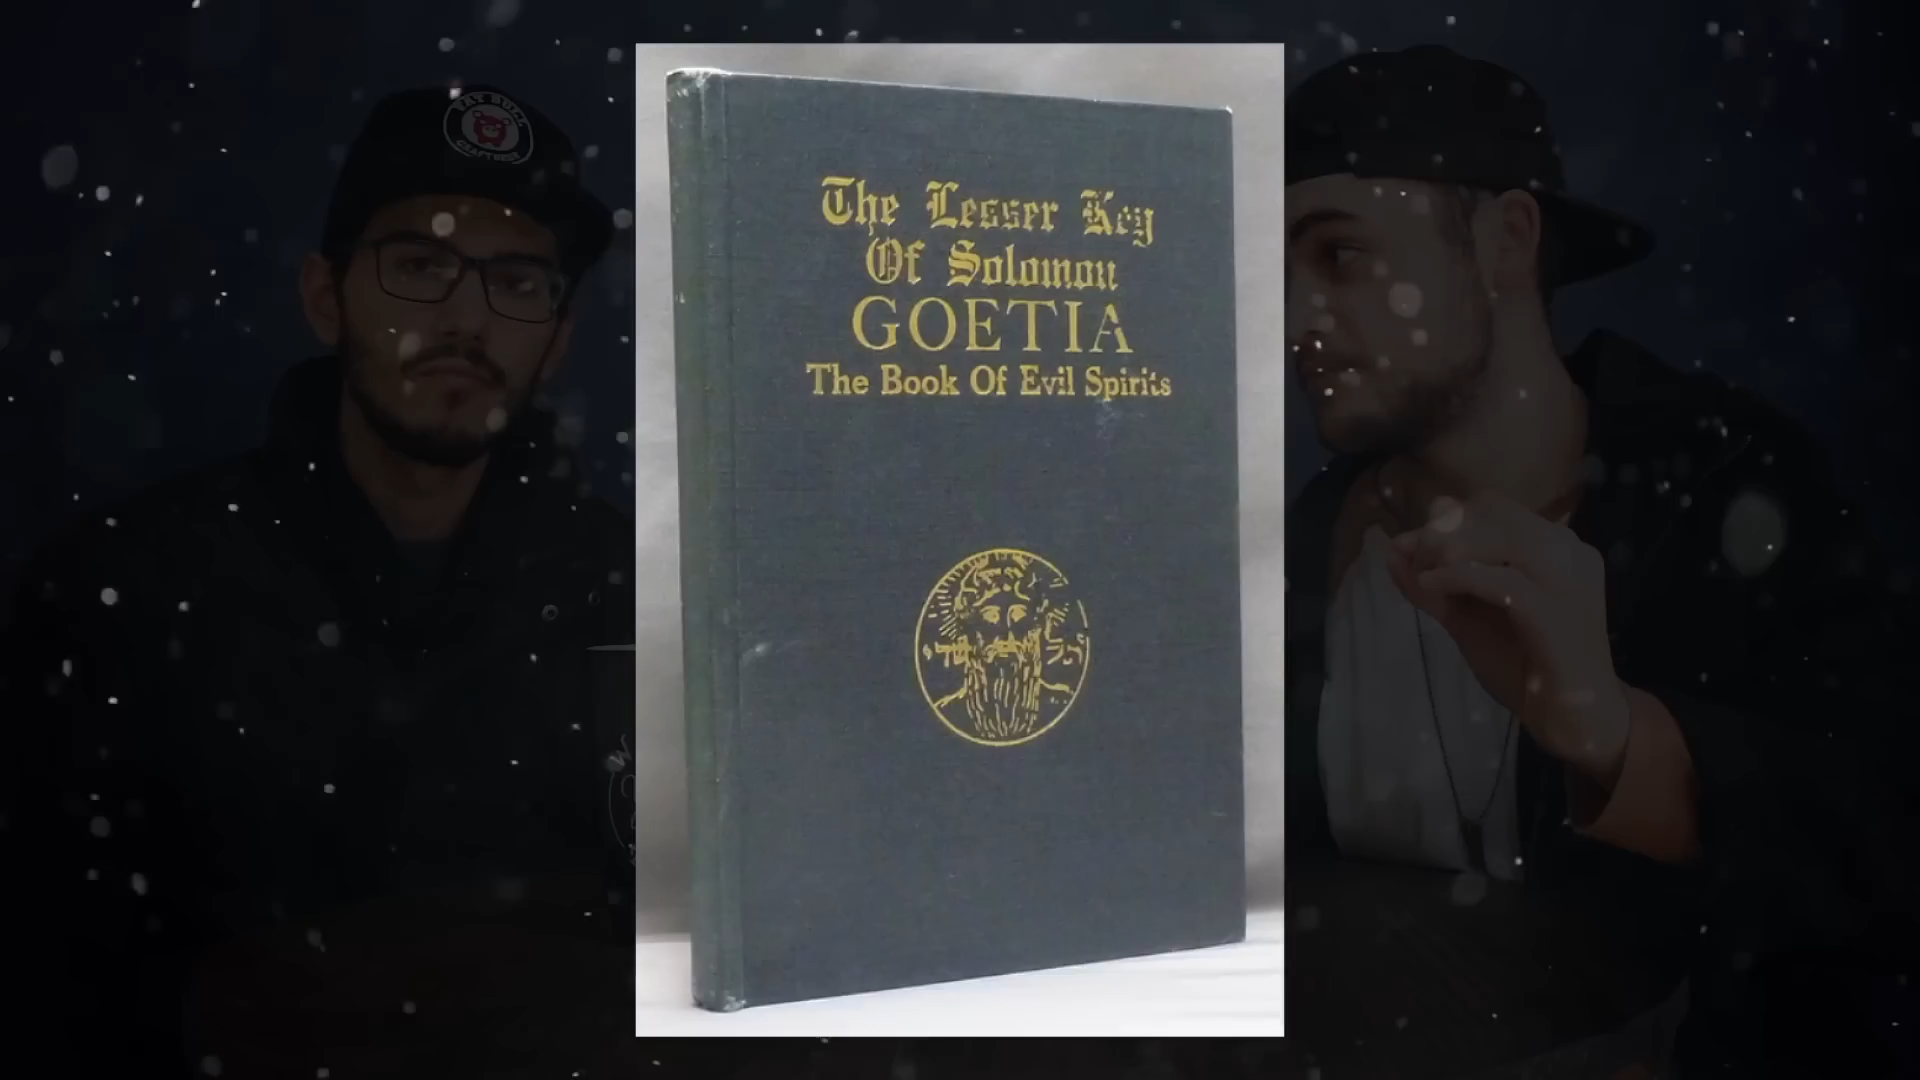 The Lesser Key
Of Solomon
GOETIA
The Book Of Evil Spirits